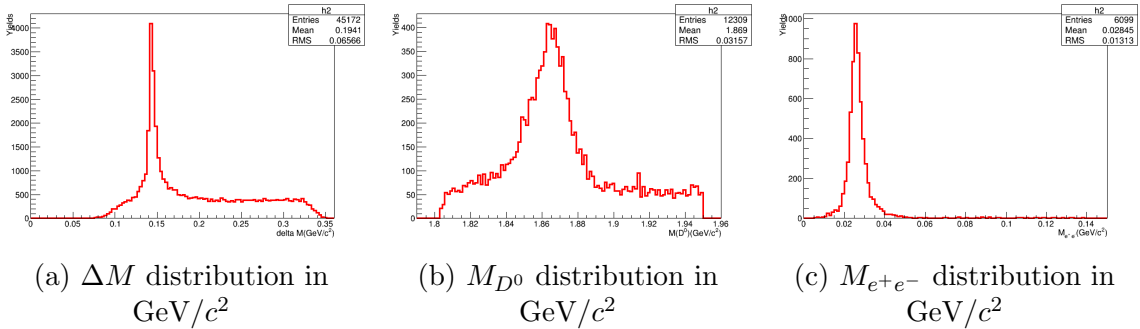 h2
Entries 45172
Mean 0.1941
RMS 0.06566
Yields
4000
3500
3000
2500
2000
1500
1000
500
0
0 0.05 0.1 0.15 0.2 0.25 0.3 0.35
delta M(GeV/c²)
(a) ΔM distribution in
GeV/c²
h2
Entries 12309
Mean 1.869
RMS 0.03157
Yields
400
350
300
250
200
150
100
50
0
1.8 1.82 1.84 1.86 1.88 1.9 1.92 1.94 1.96
M(D⁰)(GeV/c²)
(b) M_{D⁰} distribution in
GeV/c²
h2
Entries 6099
Mean 0.02845
RMS 0.01313
Yields
1000
800
600
400
200
0
0 0.02 0.04 0.06 0.08 0.1 0.12 0.14
M_{e⁺ e⁻}(GeV/c²)
(c) M_{e⁺e⁻} distribution in
GeV/c²